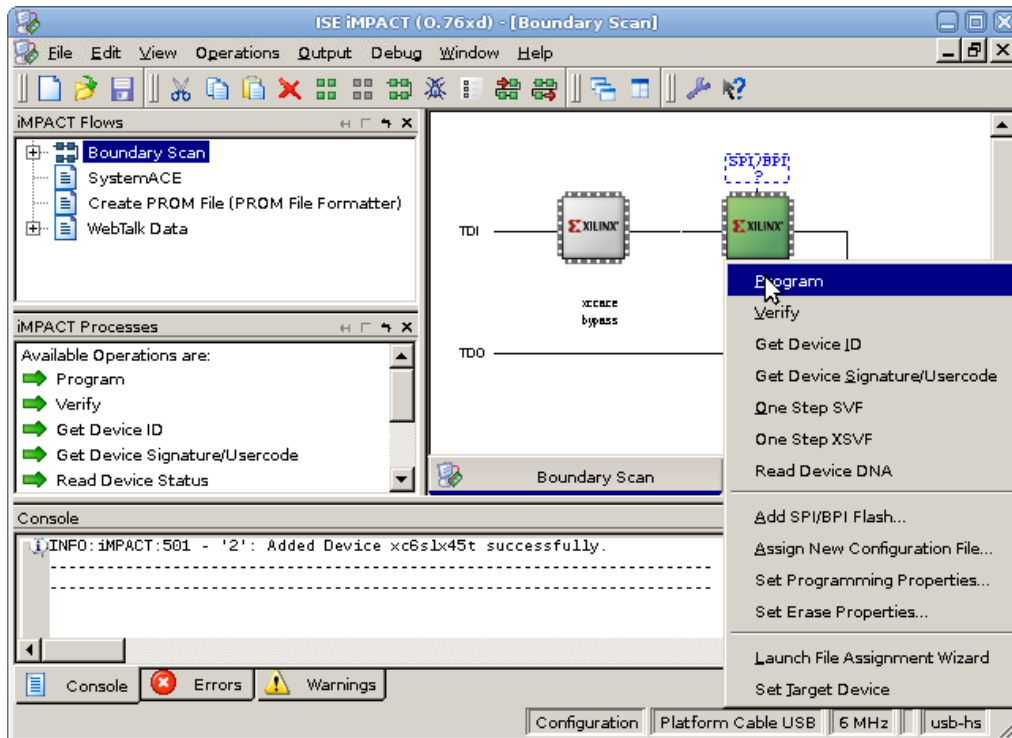 ISE iMPACT (0.76xd) - [Boundary Scan]
File Edit View Operations Output Debug Window Help
iMPACT Flows
Boundary Scan
SystemACE
Create PROM File (PROM File Formatter)
WebTalk Data
iMPACT Processes
Available Operations are:
Program
Verify
Get Device ID
Get Device Signature/Usercode
Read Device Status
SPI/BPI
?
TDI
XILINX
XILINX
xccace
bypass
TDO
Boundary Scan
Program
Verify
Get Device ID
Get Device Signature/Usercode
One Step SVF
One Step XSVF
Read Device DNA
Add SPI/BPI Flash...
Assign New Configuration File...
Set Programming Properties...
Set Erase Properties...
Launch File Assignment Wizard
Set Target Device
Console
INFO:iMPACT:501 - '2': Added Device xc6slx45t successfully.
----------------------------------------------------------------------
----------------------------------------------------------------------
Console Errors Warnings
Configuration Platform Cable USB 6 MHz usb-hs